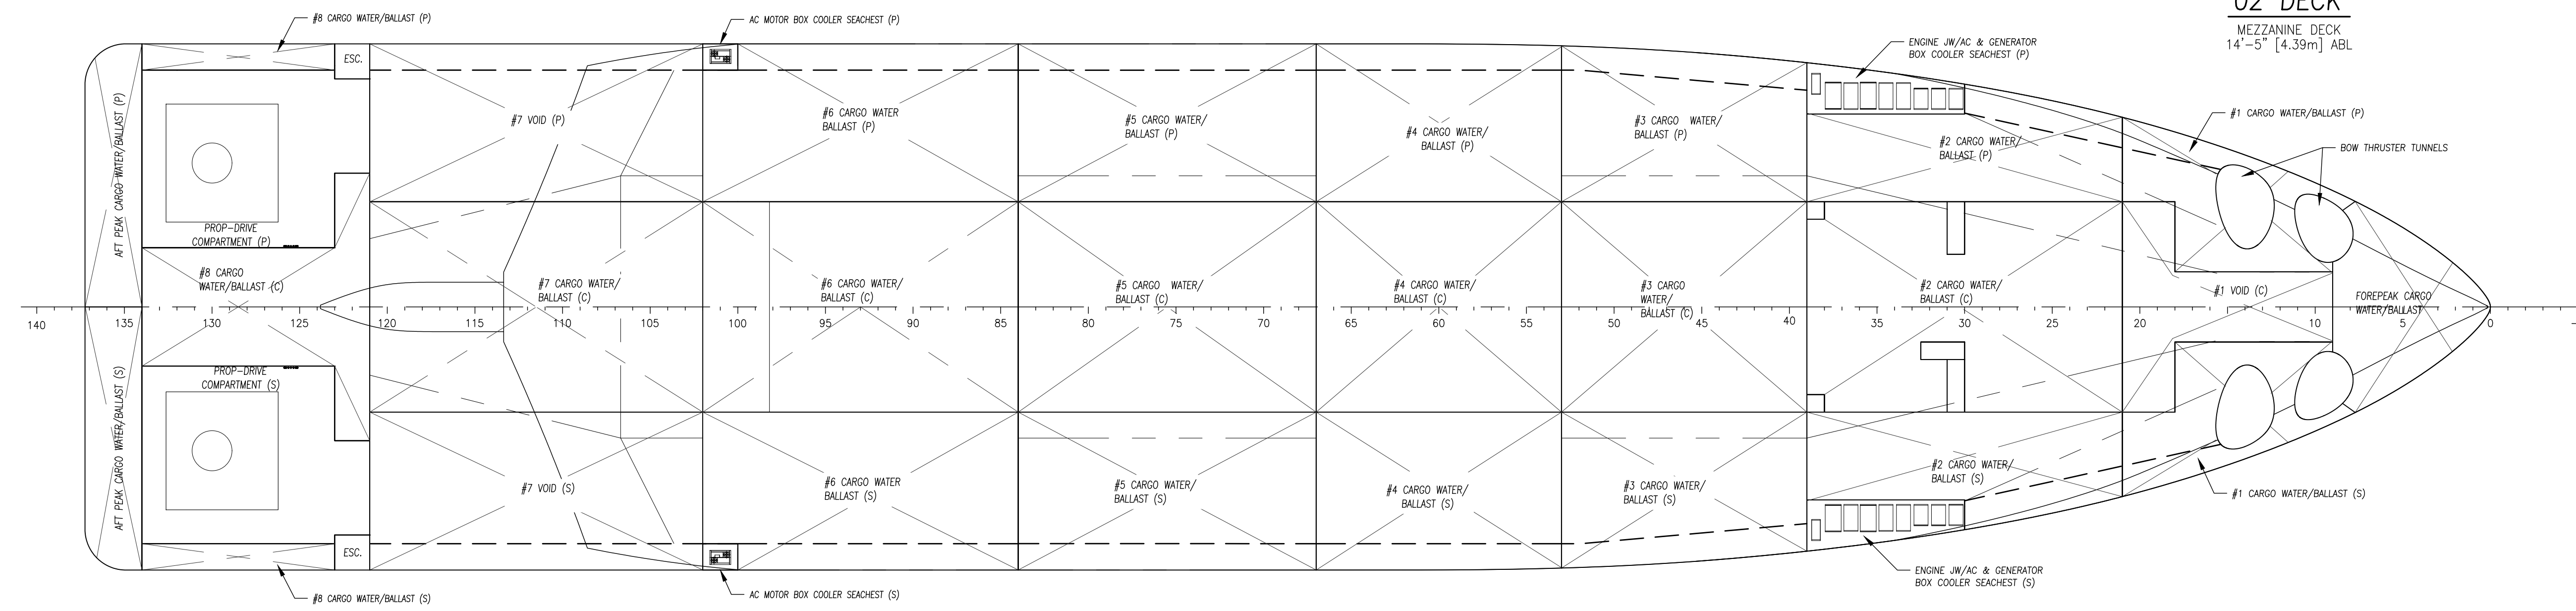 02 DECK
MEZZANINE DECK
14'-5" [4.39m] ABL
#8 CARGO WATER/BALLAST (P)
AC MOTOR BOX COOLER SEACHEST (P)
ENGINE JW/AC & GENERATOR
BOX COOLER SEACHEST (P)
ESC.
#1 CARGO WATER/BALLAST (P)
BOW THRUSTER TUNNELS
AFT PEAK CARGO WATER/BALLAST (P)
#7 VOID (P)
#6 CARGO WATER
BALLAST (P)
#5 CARGO WATER/
BALLAST (P)
#4 CARGO WATER/
BALLAST (P)
#3 CARGO WATER/
BALLAST (P)
#2 CARGO WATER/
BALLAST (P)
PROP-DRIVE
COMPARTMENT (P)
#8 CARGO
WATER/BALLAST (C)
#7 CARGO WATER/
BALLAST (C)
#6 CARGO WATER/
BALLAST (C)
#5 CARGO WATER/
BALLAST (C)
#4 CARGO WATER/
BALLAST (C)
#3 CARGO
WATER/
BALLAST (C)
#2 CARGO WATER/
BALLAST (C)
#1 VOID (C)
FOREPEAK CARGO
WATER/BALLAST
140 135 130 125 120 115 110 105 100 95 90 85 80 75 70 65 60 55 50 45 40 35 30 25 20 15 10 5 0
AFT PEAK CARGO WATER/BALLAST (S)
PROP-DRIVE
COMPARTMENT (S)
#7 VOID (S)
#6 CARGO WATER
BALLAST (S)
#5 CARGO WATER/
BALLAST (S)
#4 CARGO WATER/
BALLAST (S)
#3 CARGO WATER/
BALLAST (S)
#2 CARGO WATER/
BALLAST (S)
#1 CARGO WATER/BALLAST (S)
ESC.
#8 CARGO WATER/BALLAST (S)
AC MOTOR BOX COOLER SEACHEST (S)
ENGINE JW/AC & GENERATOR
BOX COOLER SEACHEST (S)